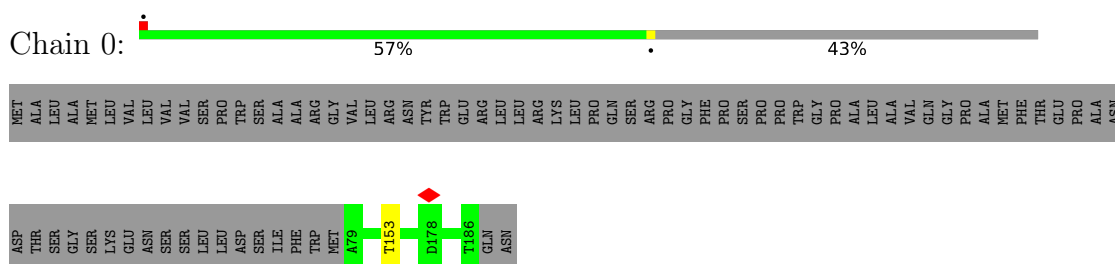 Chain 0:
57%
43%
MET ALA LEU ALA MET LEU VAL LEU VAL VAL SER PRO TRP SER ALA ALA ARG GLY VAL LEU ARG ASN TYR TRP GLU ARG LEU LEU ARG LYS LEU PRO GLN SER ARG PRO GLY PHE PRO SER PRO PRO TRP GLY PRO ALA LEU ALA VAL GLN GLY PRO ALA MET PHE THR GLU PRO ALA ASN
ASP THR SER GLY SER LYS GLU ASN SER SER LEU LEU ASP SER ILE PHE TRP MET A79 T153 D178 T186 GLN ASN